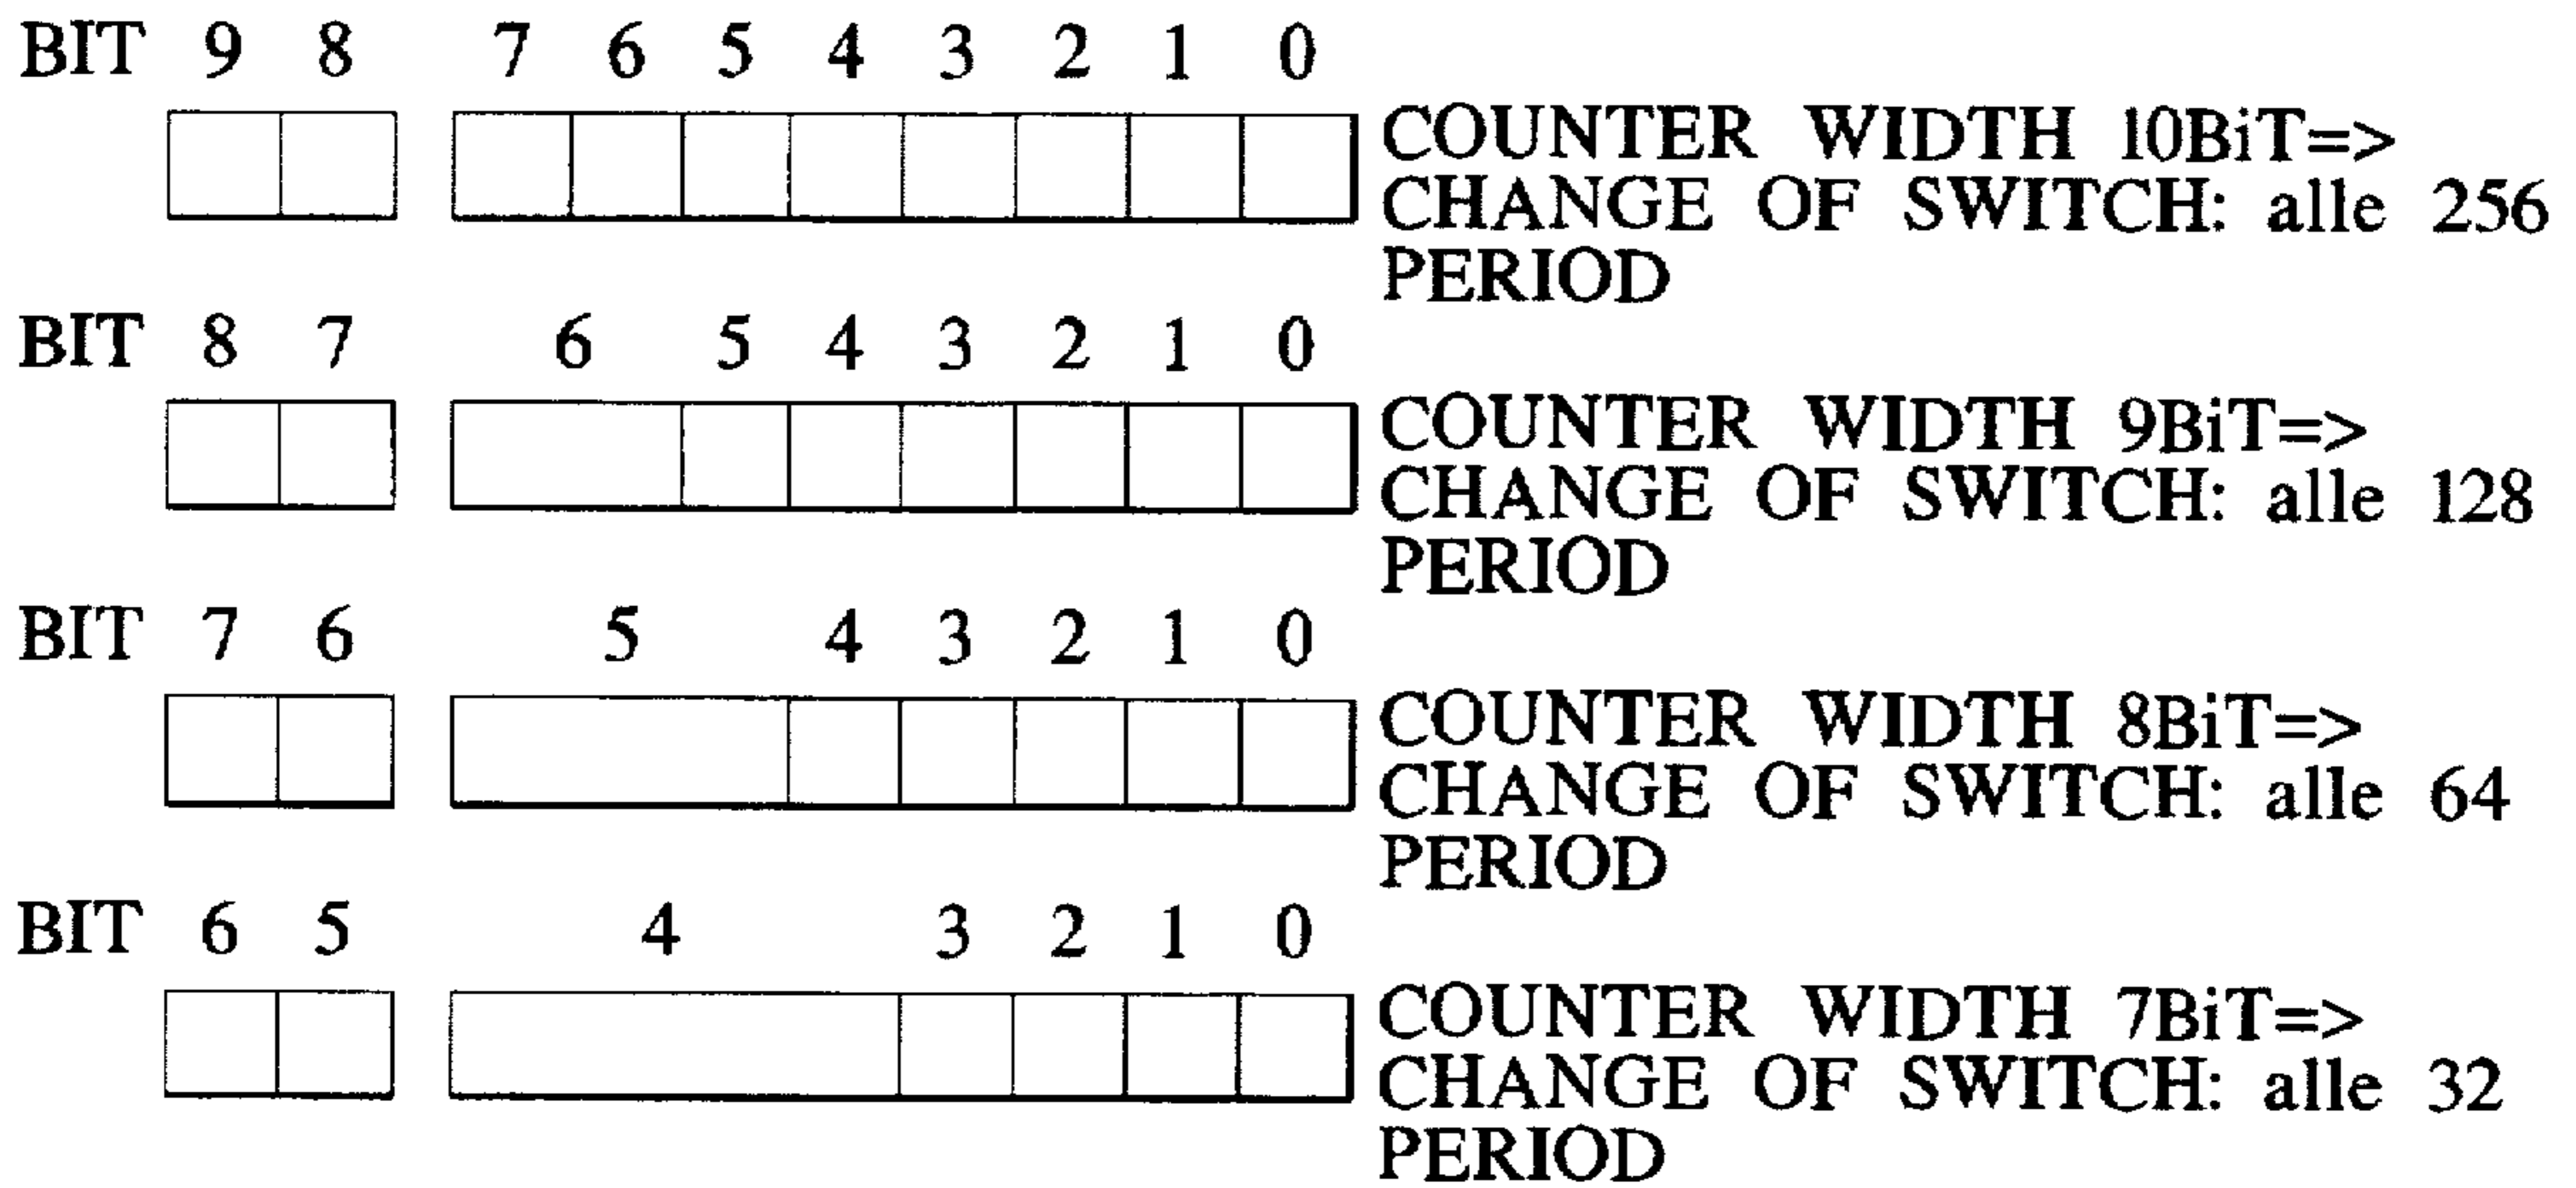 BIT 9 8 7 6 5 4 3 2 1 0
COUNTER WIDTH 10BiT=>
CHANGE OF SWITCH: alle 256
PERIOD
BIT 8 7 6 5 4 3 2 1 0
COUNTER WIDTH 9BiT=>
CHANGE OF SWITCH: alle 128
PERIOD
BIT 7 6 5 4 3 2 1 0
COUNTER WIDTH 8BiT=>
CHANGE OF SWITCH: alle 64
PERIOD
BIT 6 5 4 3 2 1 0
COUNTER WIDTH 7BiT=>
CHANGE OF SWITCH: alle 32
PERIOD